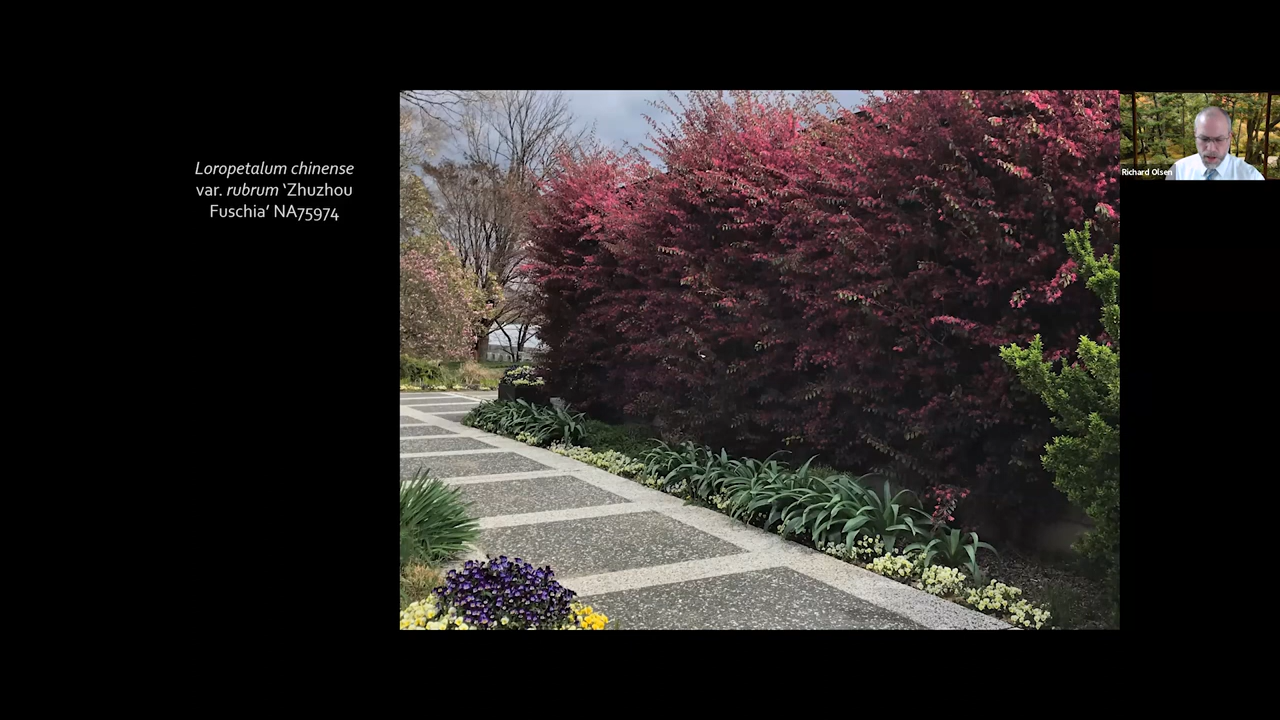 Loropetalum chinense
var. rubrum ‘Zhuzhou
Fuschia’ NA75974
Richard Olsen